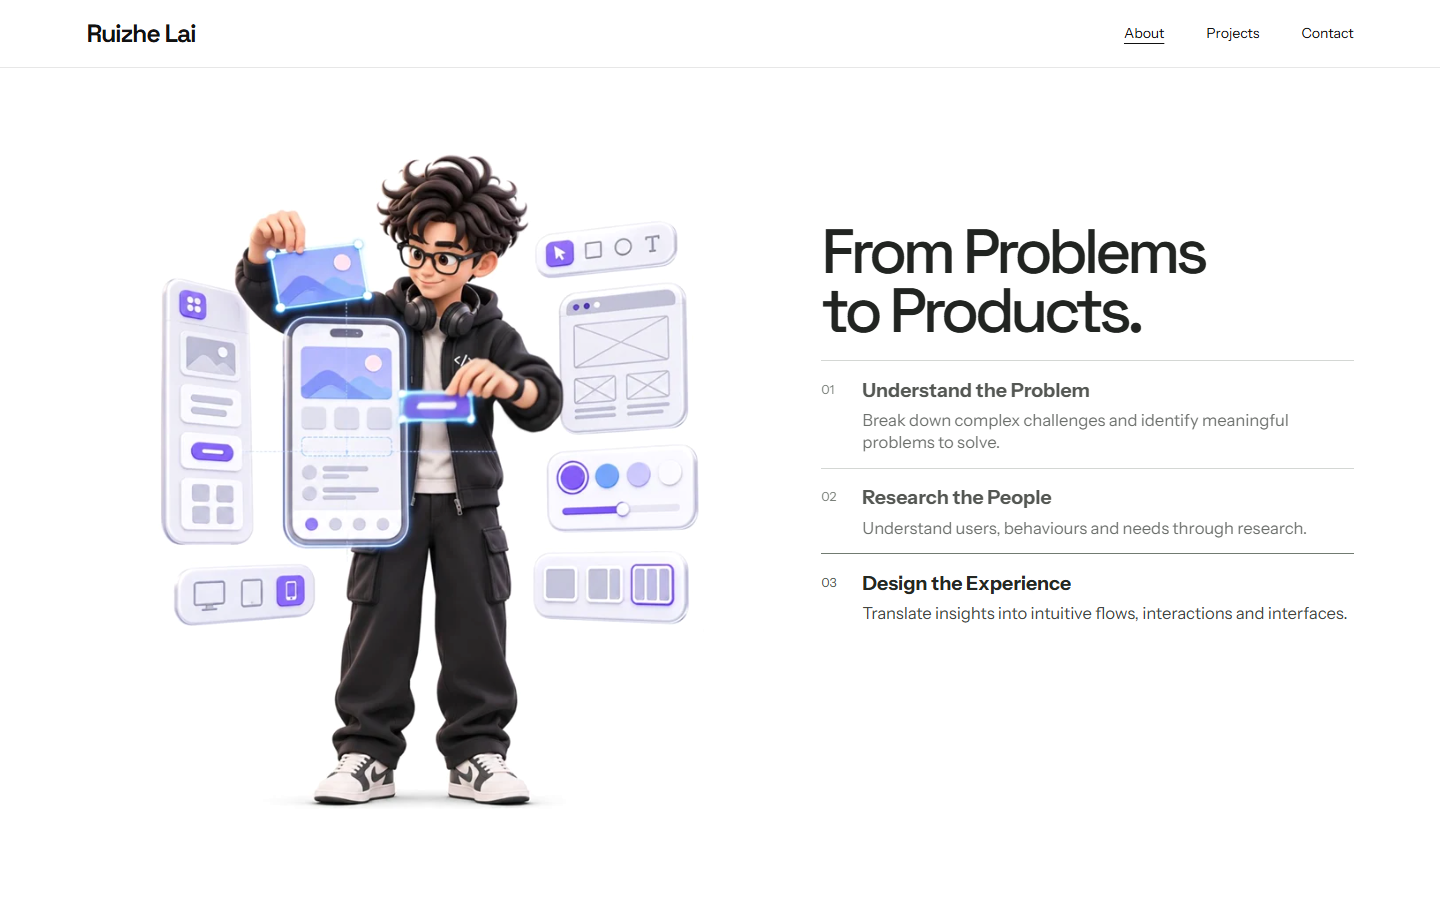 Ruizhe Lai
About
Projects
Contact
T
</>
From Problems
to Products.
01
Understand the Problem
Break down complex challenges and identify meaningful
problems to solve.
02
Research the People
Understand users, behaviours and needs through research.
03
Design the Experience
Translate insights into intuitive flows, interactions and interfaces.